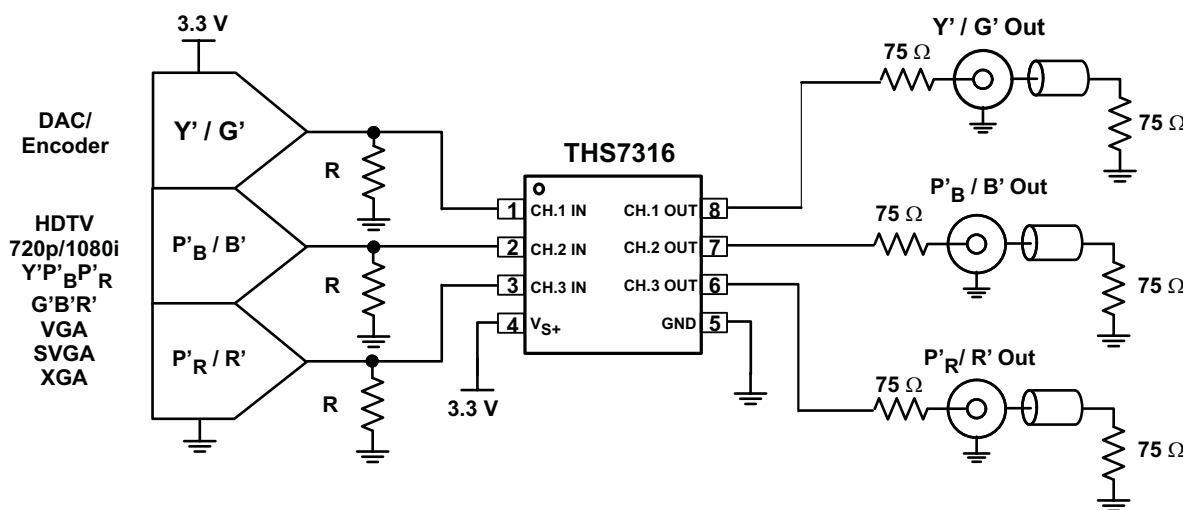 3.3 V
DAC/
Encoder
HDTV
720p/1080i
Y'P'BP'R
G'B'R'
VGA
SVGA
XGA
Y' / G'
P'B / B'
P'R / R'
R
R
R
THS7316
1 CH.1 IN
2 CH.2 IN
3 CH.3 IN
4 VS+
CH.1 OUT 8
CH.2 OUT 7
CH.3 OUT 6
GND 5
3.3 V
Y' / G' Out
75 Ω
75 Ω
P'B / B' Out
75 Ω
75 Ω
P'R/ R' Out
75 Ω
75 Ω